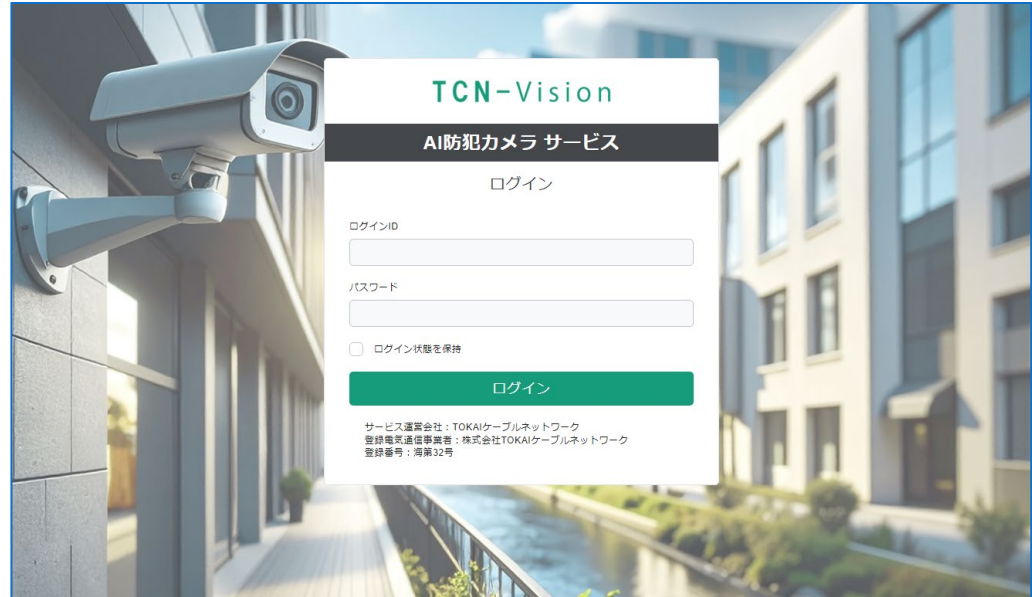 TCN-Vision
AI防犯カメラ サービス
ログイン
ログインID
パスワード
ログイン状態を保持
ログイン
サービス運営会社：TOKAIケーブルネットワーク
登録電気通信事業者：株式会社TOKAIケーブルネットワーク
登録番号：海第32号